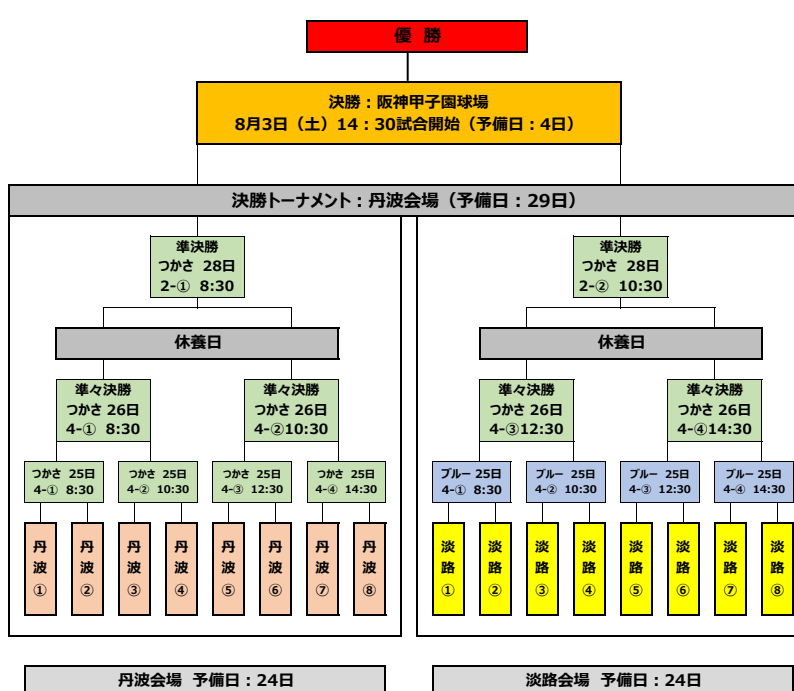 優 勝
決勝：阪神甲子園球場
8月3日（土）14：30試合開始（予備日：4日）
決勝トーナメント：丹波会場（予備日：29日）
準決勝
つかさ 28日
2-① 8:30
準決勝
つかさ 28日
2-② 10:30
休養日
休養日
準々決勝
つかさ 26日
4-① 8:30
準々決勝
つかさ 26日
4-②10:30
準々決勝
つかさ 26日
4-③12:30
準々決勝
つかさ 26日
4-④14:30
つかさ 25日
4-① 8:30
つかさ 25日
4-② 10:30
つかさ 25日
4-③ 12:30
つかさ 25日
4-④ 14:30
ブルー 25日
4-① 8:30
ブルー 25日
4-② 10:30
ブルー 25日
4-③ 12:30
ブルー 25日
4-④ 14:30
丹波①
丹波②
丹波③
丹波④
丹波⑤
丹波⑥
丹波⑦
丹波⑧
淡路①
淡路②
淡路③
淡路④
淡路⑤
淡路⑥
淡路⑦
淡路⑧
丹波会場 予備日：24日
淡路会場 予備日：24日